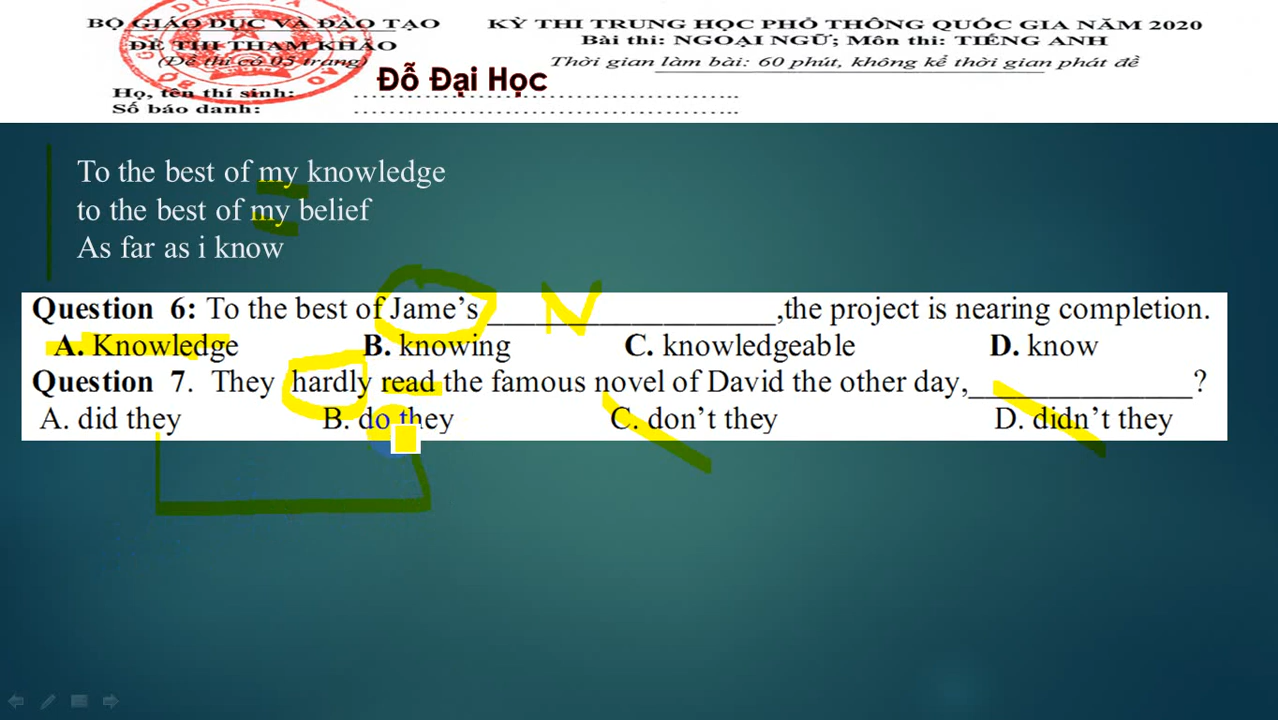 BỘ GIÁO DỤC VÀ ĐÀO TẠO
ĐỀ THI THAM KHẢO
(Đề thi có 05 trang)
KỲ THI TRUNG HỌC PHỔ THÔNG QUỐC GIA NĂM 2020
Bài thi: NGOẠI NGỮ; Môn thi: TIẾNG ANH
Thời gian làm bài: 60 phút, không kể thời gian phát đề
Đỗ Đại Học
Họ, tên thí sinh: ..................................................
Số báo danh: ..................................................
To the best of my knowledge
to the best of my belief
As far as i know
N
Question 6: To the best of Jame’s ___________________,the project is nearing completion.
A. Knowledge B. knowing C. knowledgeable D. know
Question 7. They hardly read the famous novel of David the other day,_______________?
A. did they B. do they C. don’t they D. didn’t they